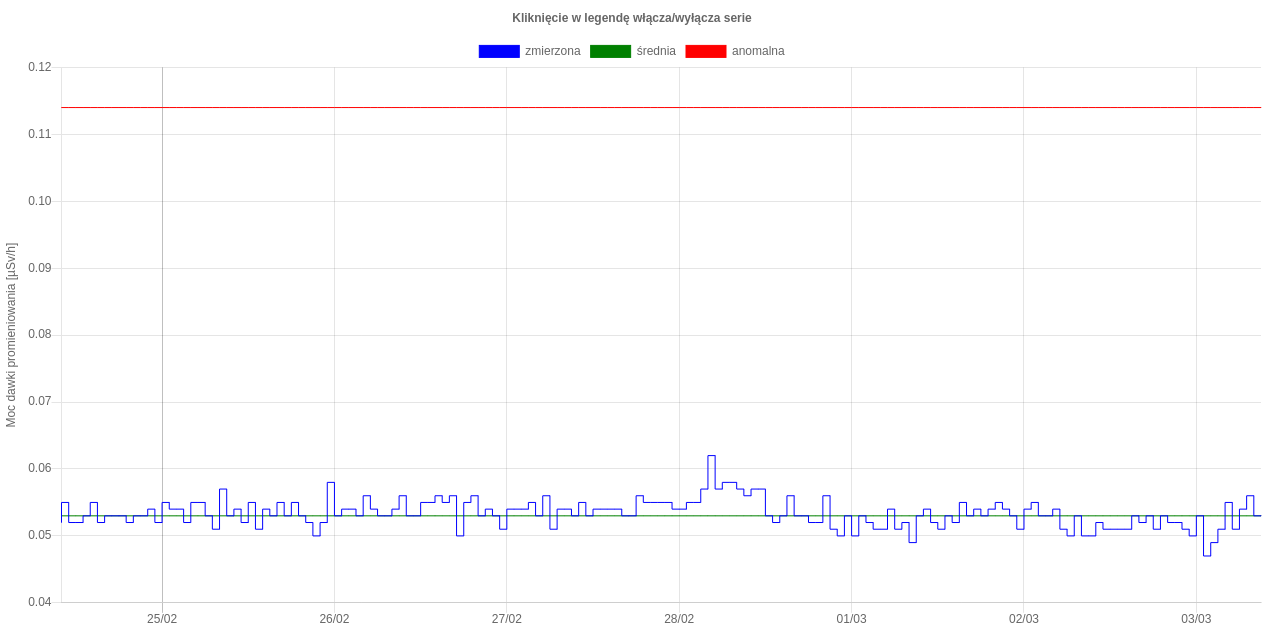 Kliknięcie w legendę włącza/wyłącza serie
zmierzona średnia anomalna
Moc dawki promieniowania [µSv/h]
0.12
0.11
0.10
0.09
0.08
0.07
0.06
0.05
0.04
25/02 26/02 27/02 28/02 01/03 02/03 03/03